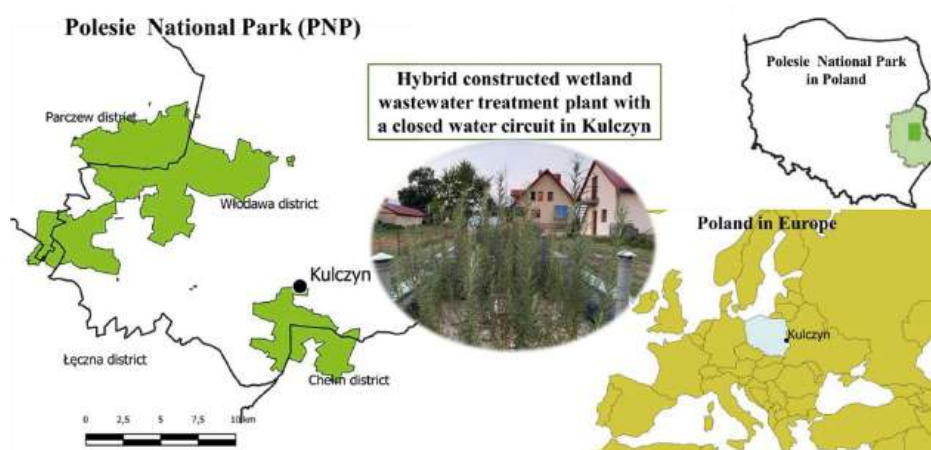 Polesie National Park (PNP)
Parczew district
Włodawa district
Kulczyn
Łęczna district
Chełm district
0 2,5 5 7,5 10 km
Hybrid constructed wetland
wastewater treatment plant with
a closed water circuit in Kulczyn
Polesie National Park
in Poland
Poland in Europe
Kulczyn